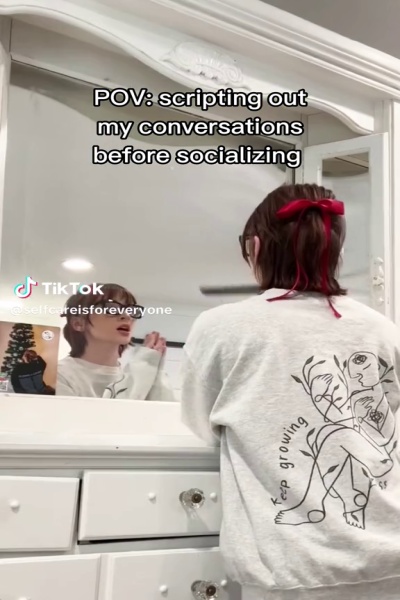 POV: scripting out
my conversations
before socializing
TikTok
@selfcareisforeveryone
keep growing